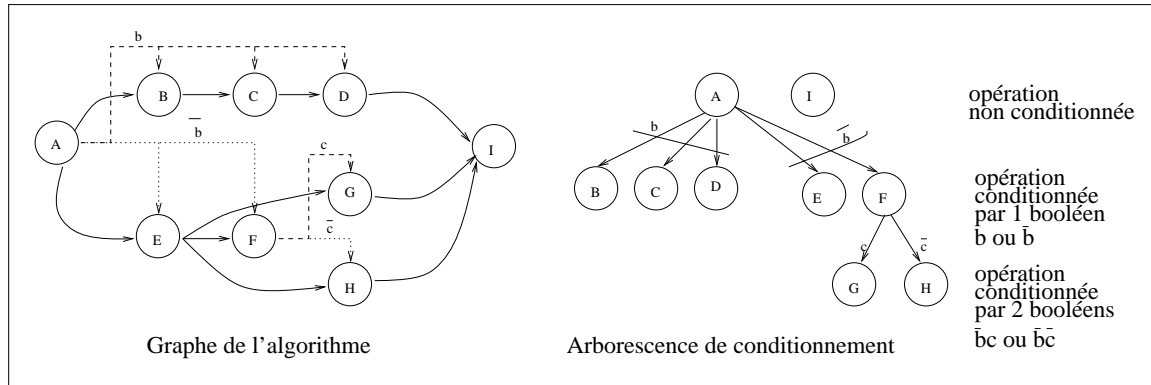 b
B
C
D
b̅
A
I
c
G
c̅
E
F
H
Graphe de l'algorithme
A
I
b
b̅
B
C
D
E
F
c
c̅
G
H
Arborescence de conditionnement
opération
non conditionnée
opération
conditionnée
par 1 booléen
b ou b̅
opération
conditionnée
par 2 booléens
b̅c ou b̅c̅